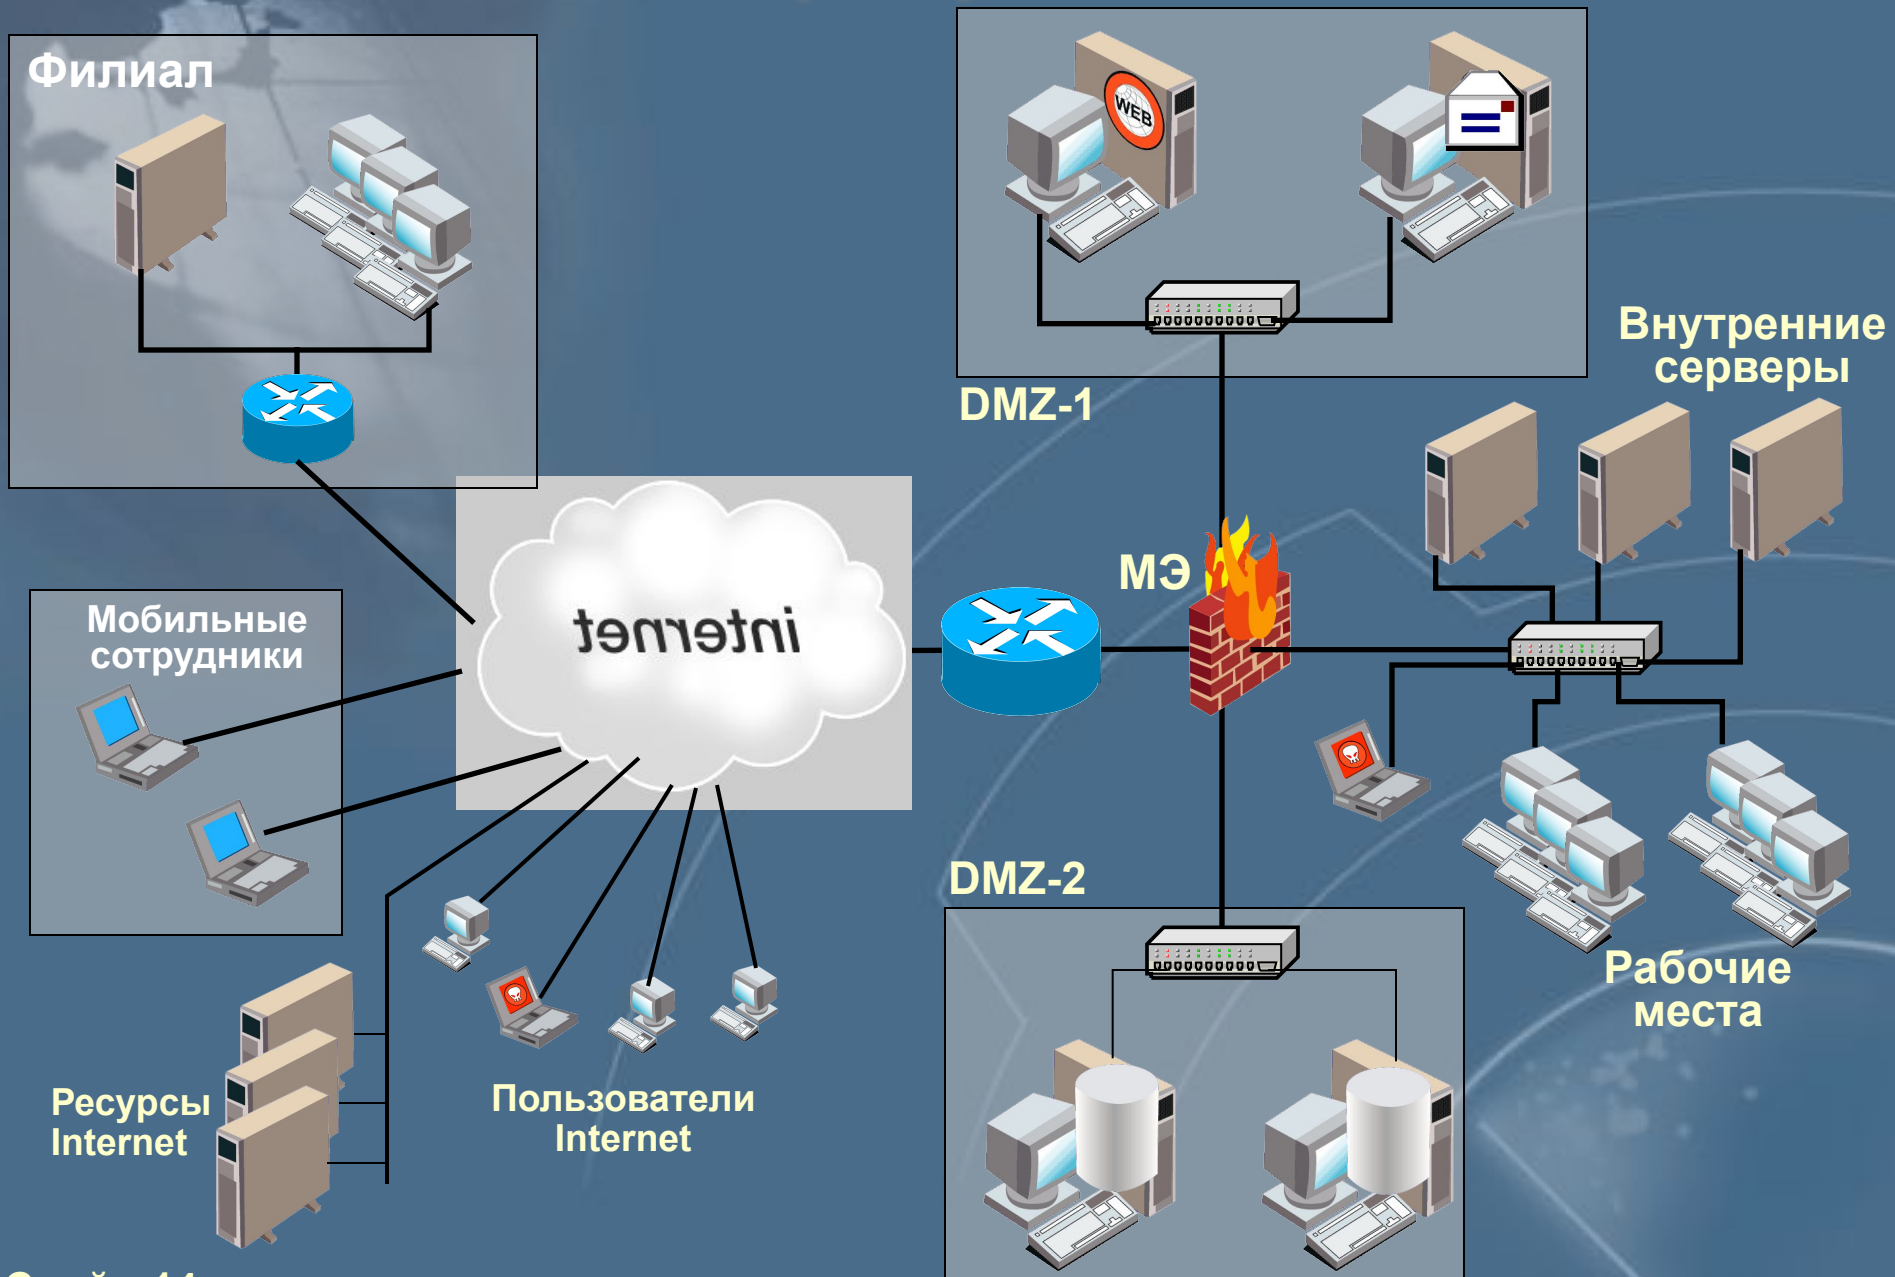 Филиал
WEB
DMZ-1
Внутренние
серверы
internet
МЭ
Мобильные
сотрудники
DMZ-2
Рабочие
места
Ресурсы
Internet
Пользователи
Internet